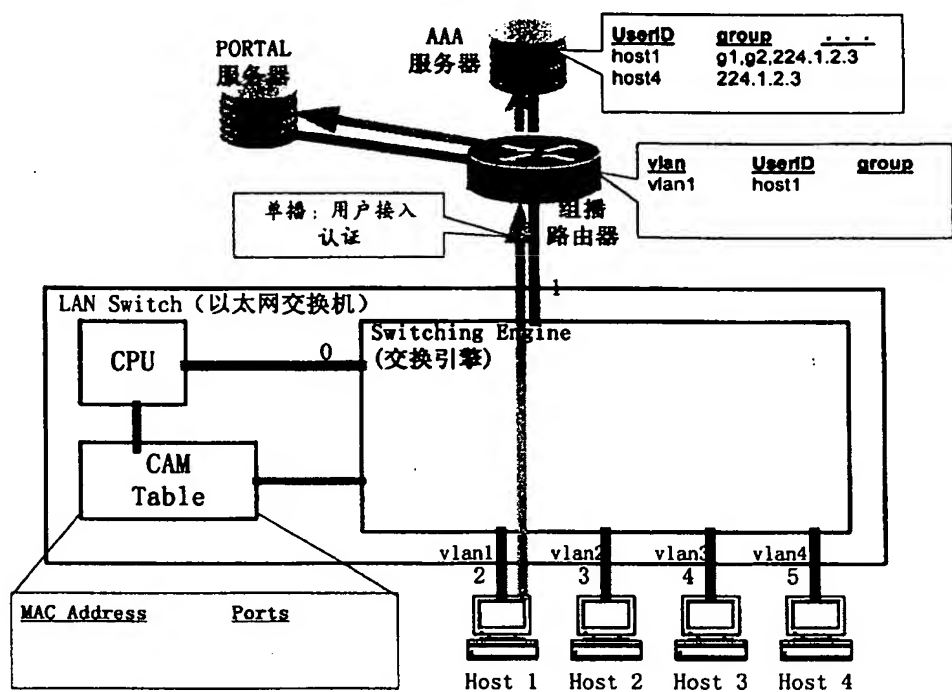 PORTAL
服务器
AAA
服务器
UserID group . . .
host1 g1,g2,224.1.2.3
host4 224.1.2.3
vlan UserID group
vlan1 host1
单播：用户接入
认证
组播
路由器
1
LAN Switch（以太网交换机）
Switching Engine
(交换引擎)
CPU
0
CAM
Table
vlan1 vlan2 vlan3 vlan4
2 3 4 5
MAC Address Ports
Host 1 Host 2 Host 3 Host 4